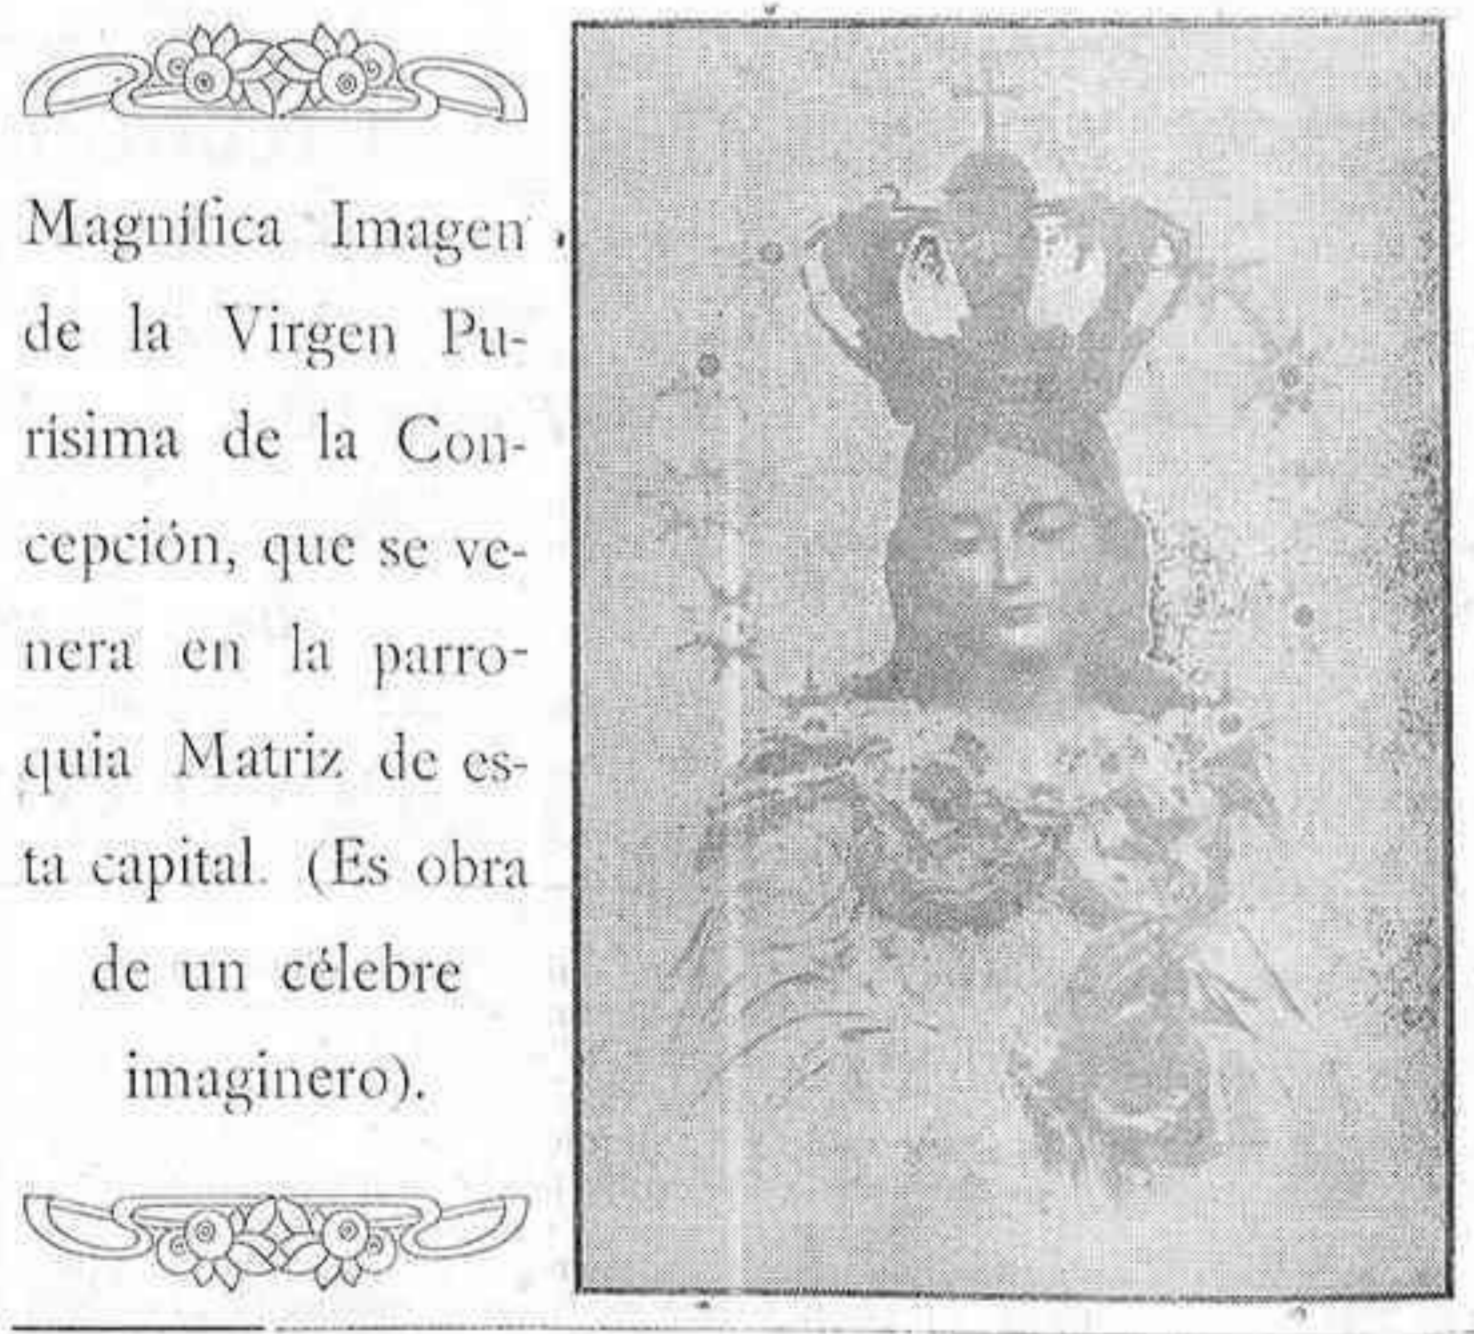 Magnífica Imagen
de la Virgen Pu-
rísima de la Con-
cepción, que se ve-
nera en la parro-
quia Matriz de es-
ta capital. (Es obra
de un célebre
imaginero).